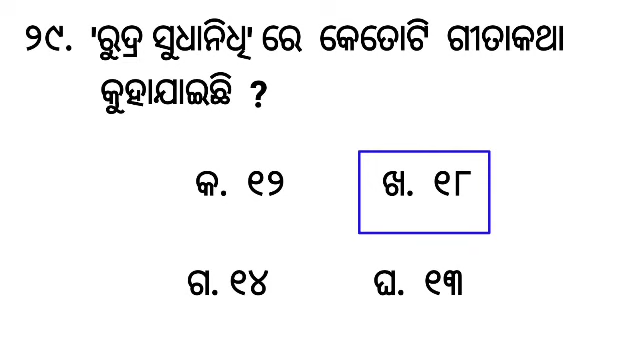 ୨୯. 'ରୁଦ୍ର ସୁଧାନିଧି' ରେ କେତୋଟି ଗୀତାକଥା
କୁହାଯାଇଛି ?
କ. ୧୨ ଖ. ୧୮
ଗ. ୧୪ ଘ. ୧୩